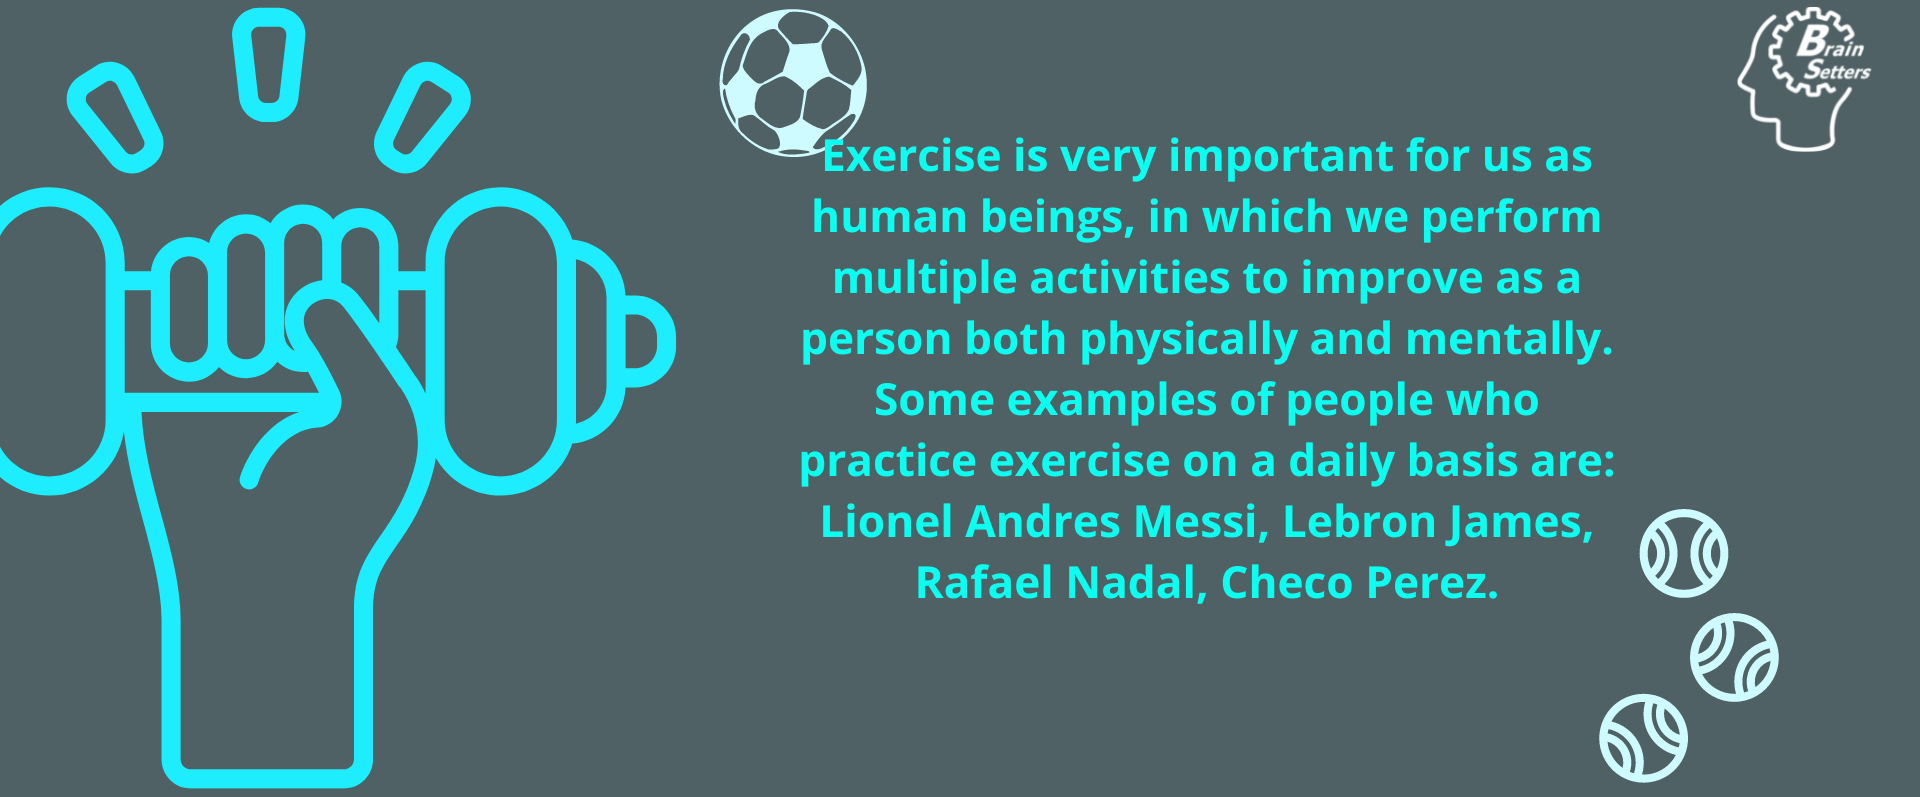 Brain
Setters
Exercise is very important for us as
human beings, in which we perform
multiple activities to improve as a
person both physically and mentally.
Some examples of people who
practice exercise on a daily basis are:
Lionel Andres Messi, Lebron James,
Rafael Nadal, Checo Perez.